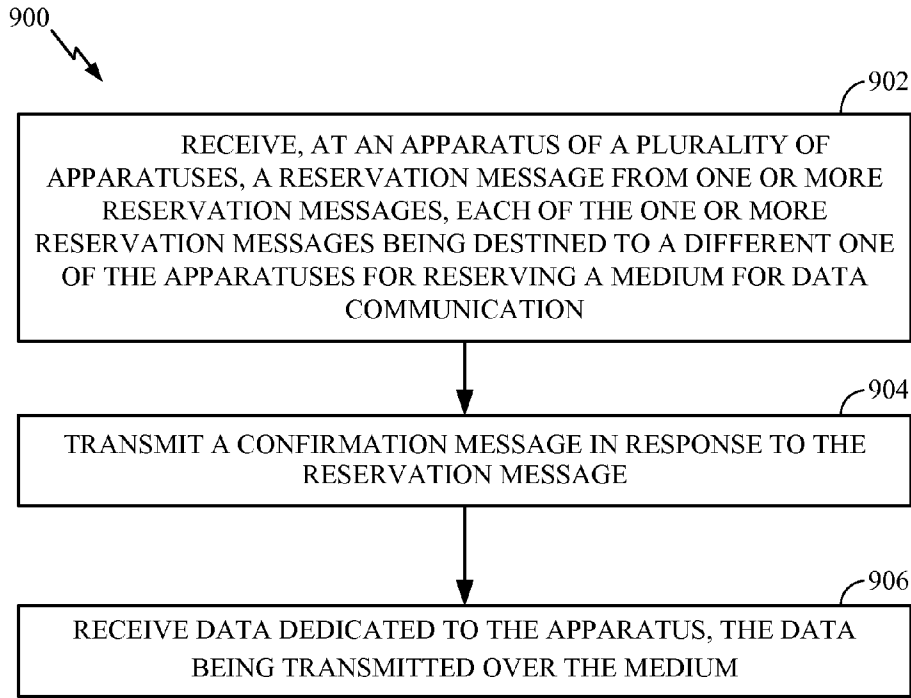 900
902
RECEIVE, AT AN APPARATUS OF A PLURALITY OF
APPARATUSES, A RESERVATION MESSAGE FROM ONE OR MORE
RESERVATION MESSAGES, EACH OF THE ONE OR MORE
RESERVATION MESSAGES BEING DESTINED TO A DIFFERENT ONE
OF THE APPARATUSES FOR RESERVING A MEDIUM FOR DATA
COMMUNICATION
904
TRANSMIT A CONFIRMATION MESSAGE IN RESPONSE TO THE
RESERVATION MESSAGE
906
RECEIVE DATA DEDICATED TO THE APPARATUS, THE DATA
BEING TRANSMITTED OVER THE MEDIUM